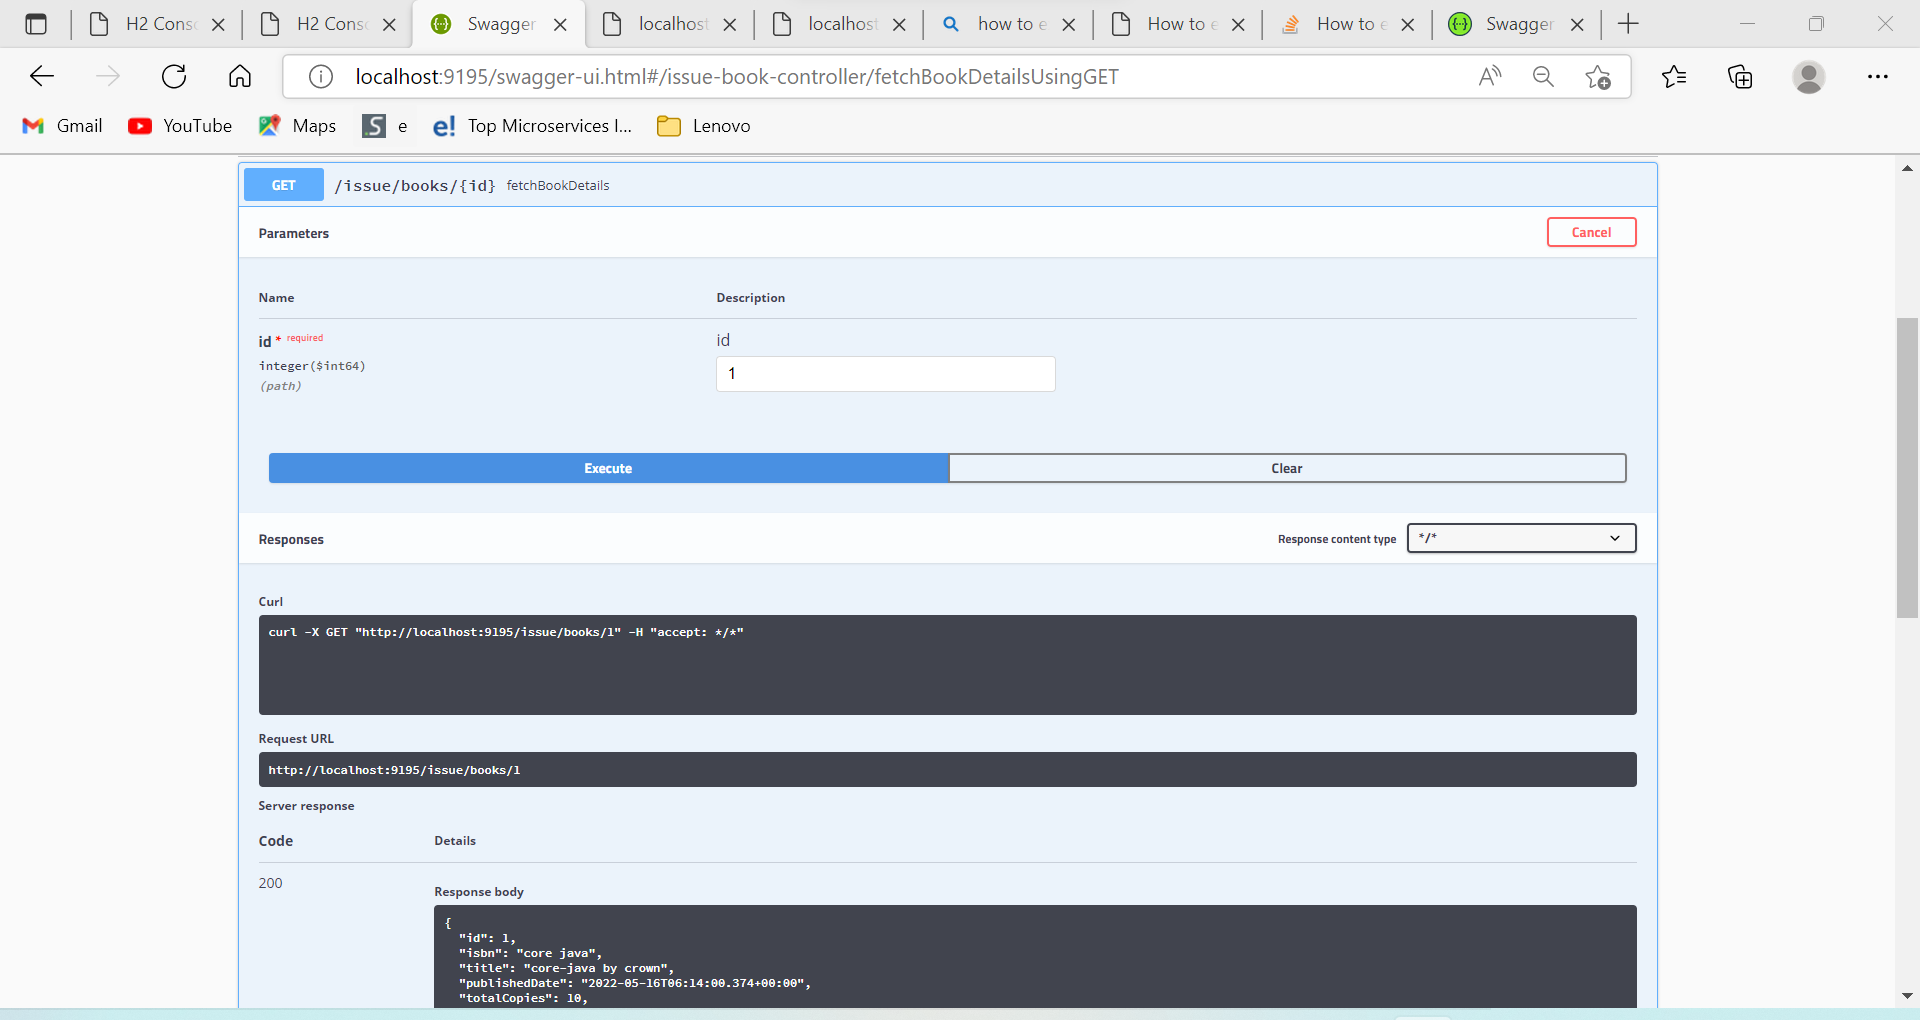 H2 Cons
H2 Cons
Swagger
localhost
localhost
how to e
How to e
How to e
Swagger
localhost:9195/swagger-ui.html#/issue-book-controller/fetchBookDetailsUsingGET
Gmail
YouTube
Maps
e
Top Microservices I...
Lenovo
GET /issue/books/{id} fetchBookDetails
Parameters
Cancel
Name Description
id * required
integer($int64)
(path)
id
1
Execute
Clear
Responses
Response content type */*
Curl
curl -X GET "http://localhost:9195/issue/books/1" -H "accept: */*"
Request URL
http://localhost:9195/issue/books/1
Server response
Code Details
200
Response body
{
"id": 1,
"isbn": "core java",
"title": "core-java by crown",
"publishedDate": "2022-05-16T06:14:00.374+00:00",
"totalCopies": 10,